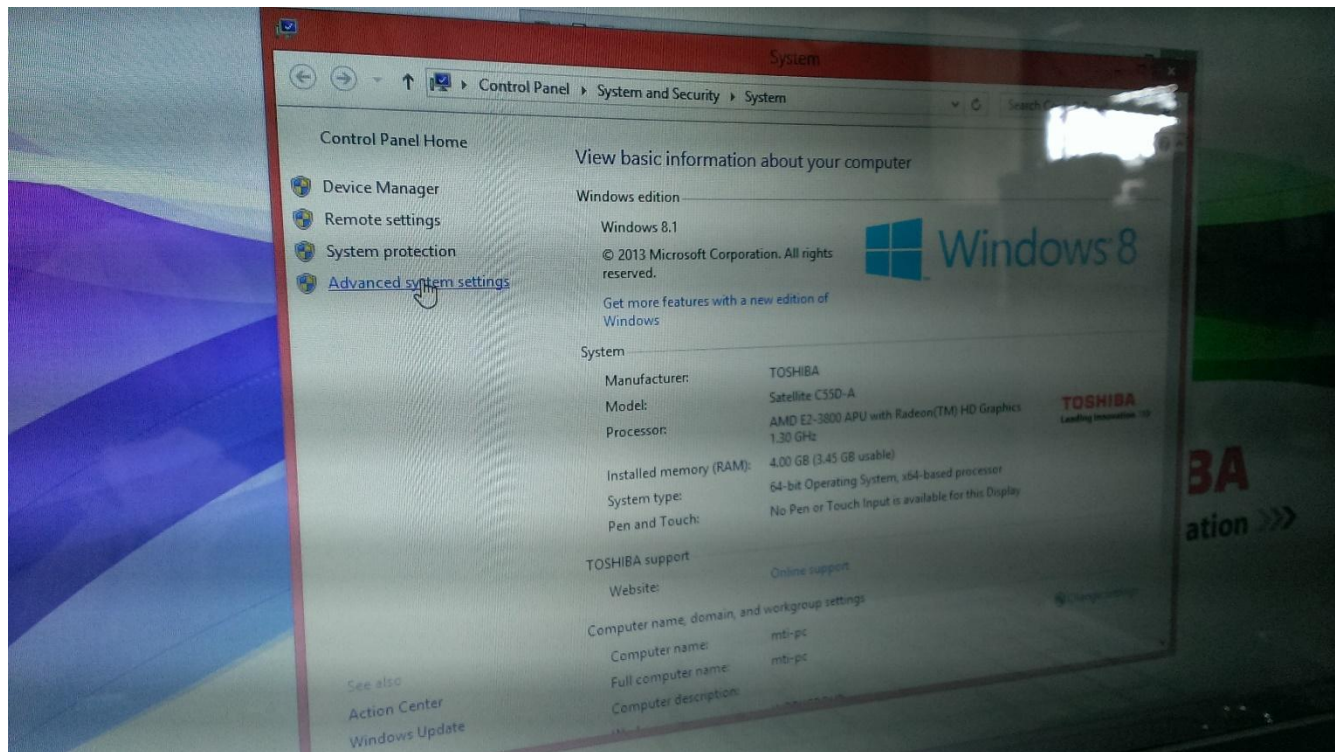 System
Control Panel ▸ System and Security ▸ System
Search
Control Panel Home
Device Manager
Remote settings
System protection
Advanced system settings
See also
Action Center
Windows Update
View basic information about your computer
Windows edition
Windows 8.1
© 2013 Microsoft Corporation. All rights
reserved.
Get more features with a new edition of
Windows
Windows 8
System
Manufacturer: TOSHIBA
Model: Satellite C55D-A
Processor: AMD E2-3800 APU with Radeon(TM) HD Graphics
1.30 GHz
Installed memory (RAM): 4.00 GB (3.45 GB usable)
System type: 64-bit Operating System, x64-based processor
Pen and Touch: No Pen or Touch Input is available for this Display
TOSHIBA
Leading Innovation >>>
TOSHIBA support
Website: Online support
Computer name, domain, and workgroup settings
Computer name: mti-pc
Change settings
Full computer name: mti-pc
Computer description:
BA
ation >>>